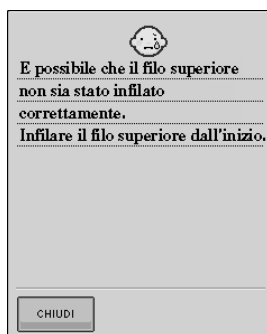 E possibile che il filo superiore
non sia stato infilato
correttamente.
Infilare il filo superiore dall'inizio.
CHIUDI